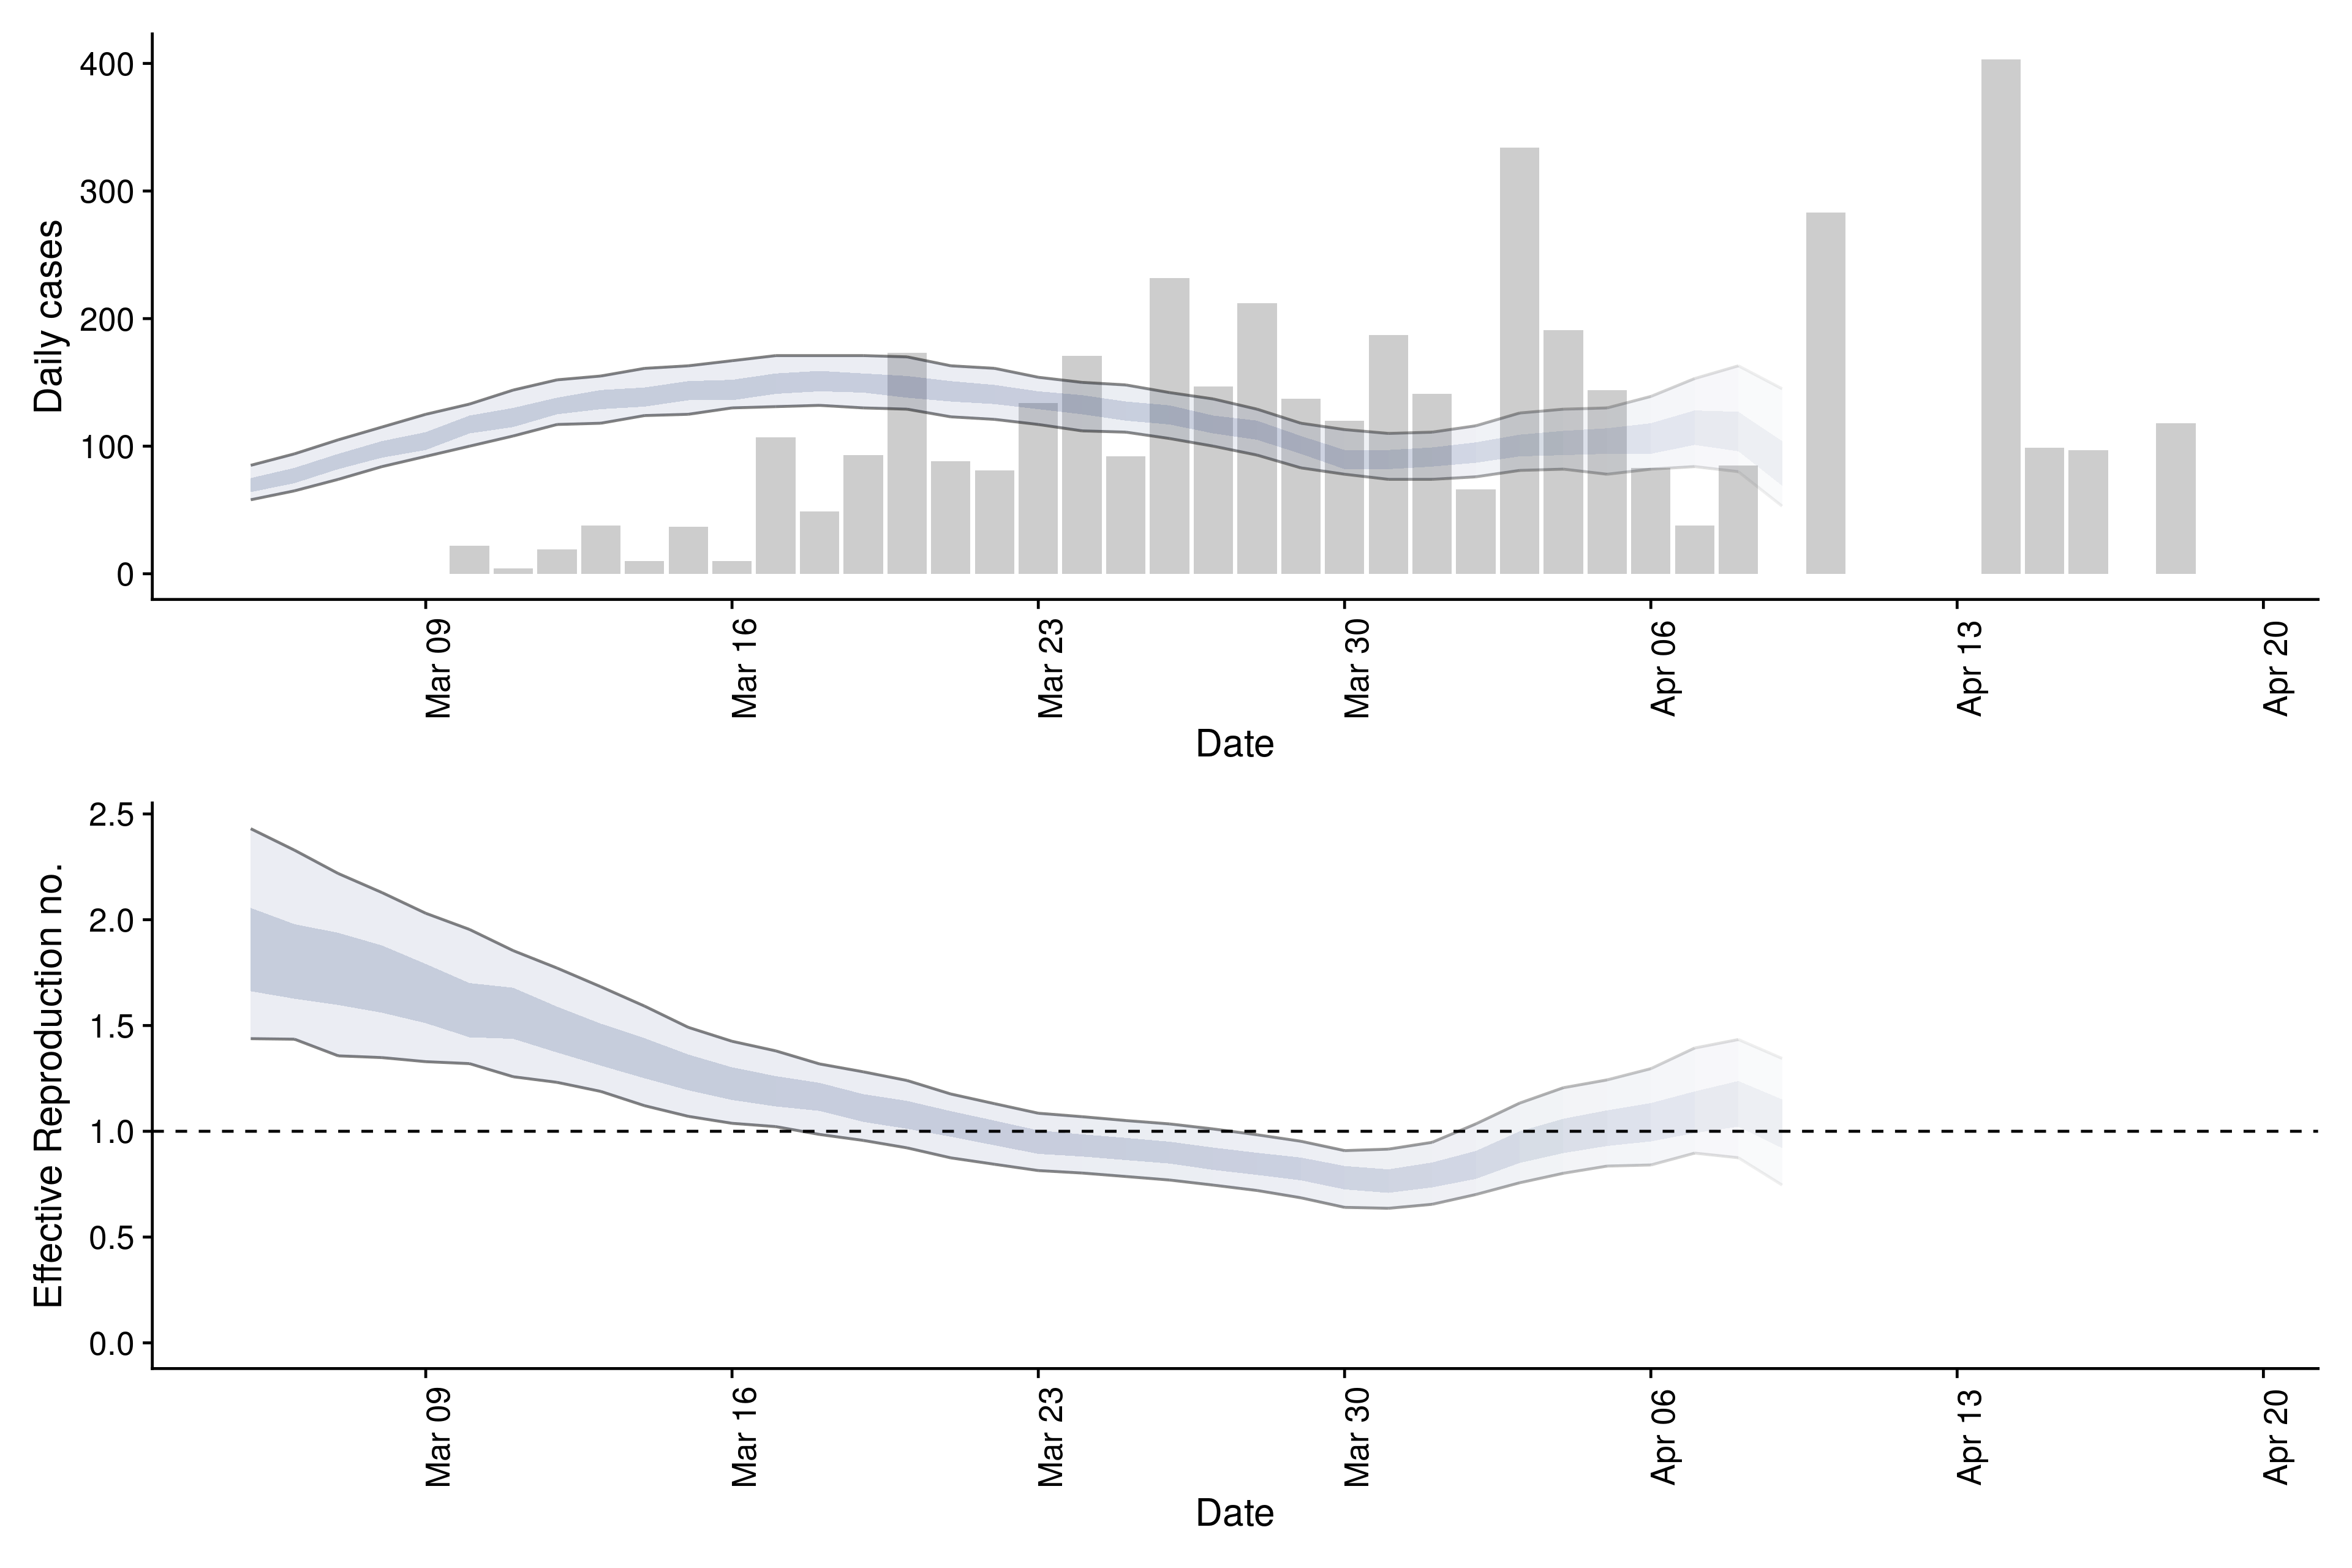 Daily cases
400
300
200
100
0
Mar 09
Mar 16
Mar 23
Mar 30
Apr 06
Apr 13
Apr 20
Date
Effective Reproduction no.
2.5
2.0
1.5
1.0
0.5
0.0
Mar 09
Mar 16
Mar 23
Mar 30
Apr 06
Apr 13
Apr 20
Date